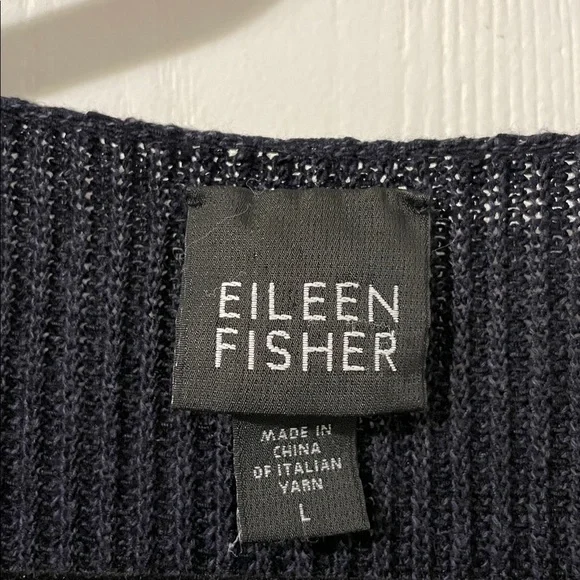 EILEEN
FISHER
MADE IN
CHINA
OF ITALIAN
YARN
L